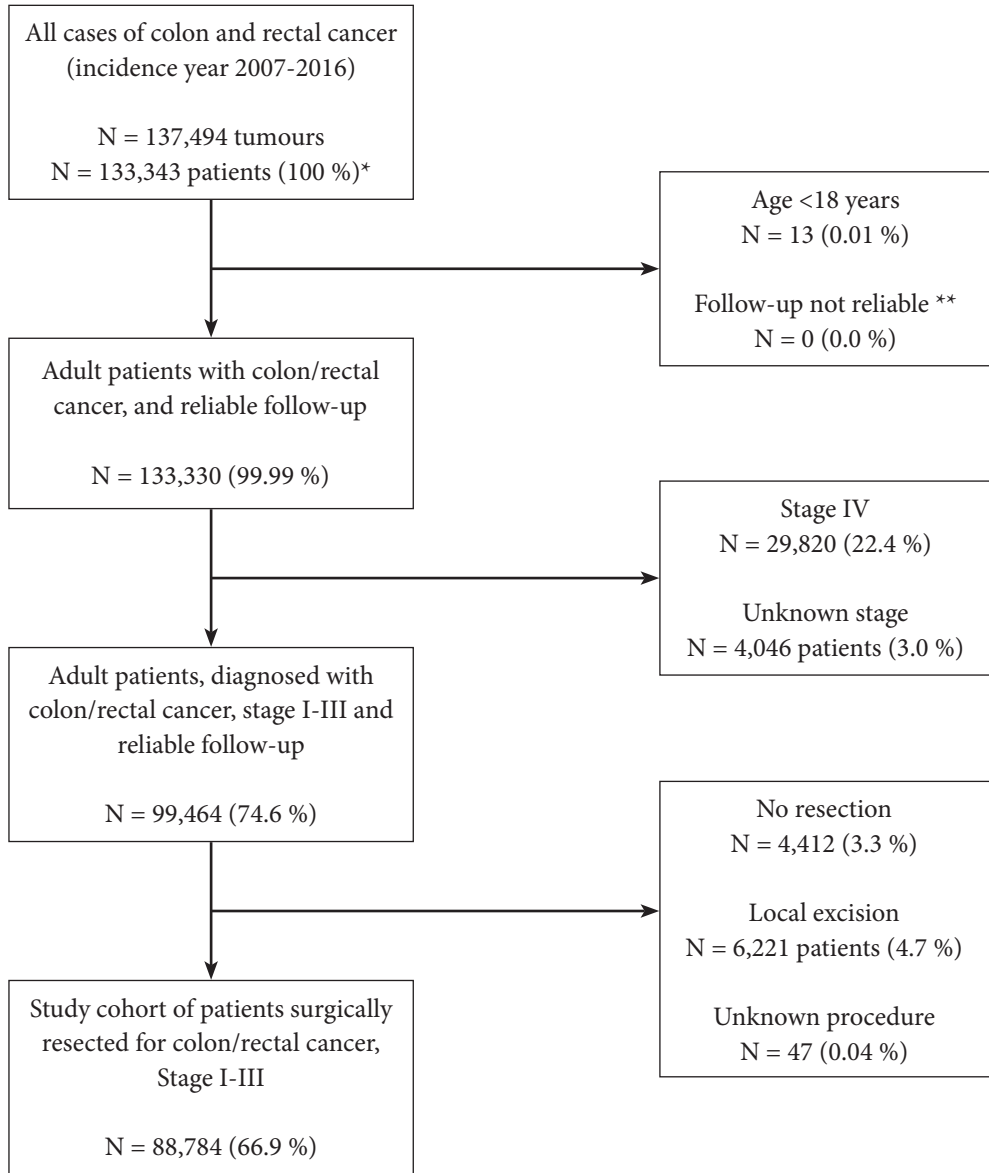 All cases of colon and rectal cancer
(incidence year 2007-2016)
N = 137,494 tumours
N = 133,343 patients (100 %)*
Age <18 years
N = 13 (0.01 %)
Follow-up not reliable **
N = 0 (0.0 %)
Adult patients with colon/rectal
cancer, and reliable follow-up
N = 133,330 (99.99 %)
Stage IV
N = 29,820 (22.4 %)
Unknown stage
N = 4,046 patients (3.0 %)
Adult patients, diagnosed with
colon/rectal cancer, stage I-III and
reliable follow-up
N = 99,464 (74.6 %)
No resection
N = 4,412 (3.3 %)
Local excision
N = 6,221 patients (4.7 %)
Unknown procedure
N = 47 (0.04 %)
Study cohort of patients surgically
resected for colon/rectal cancer,
Stage I-III
N = 88,784 (66.9 %)